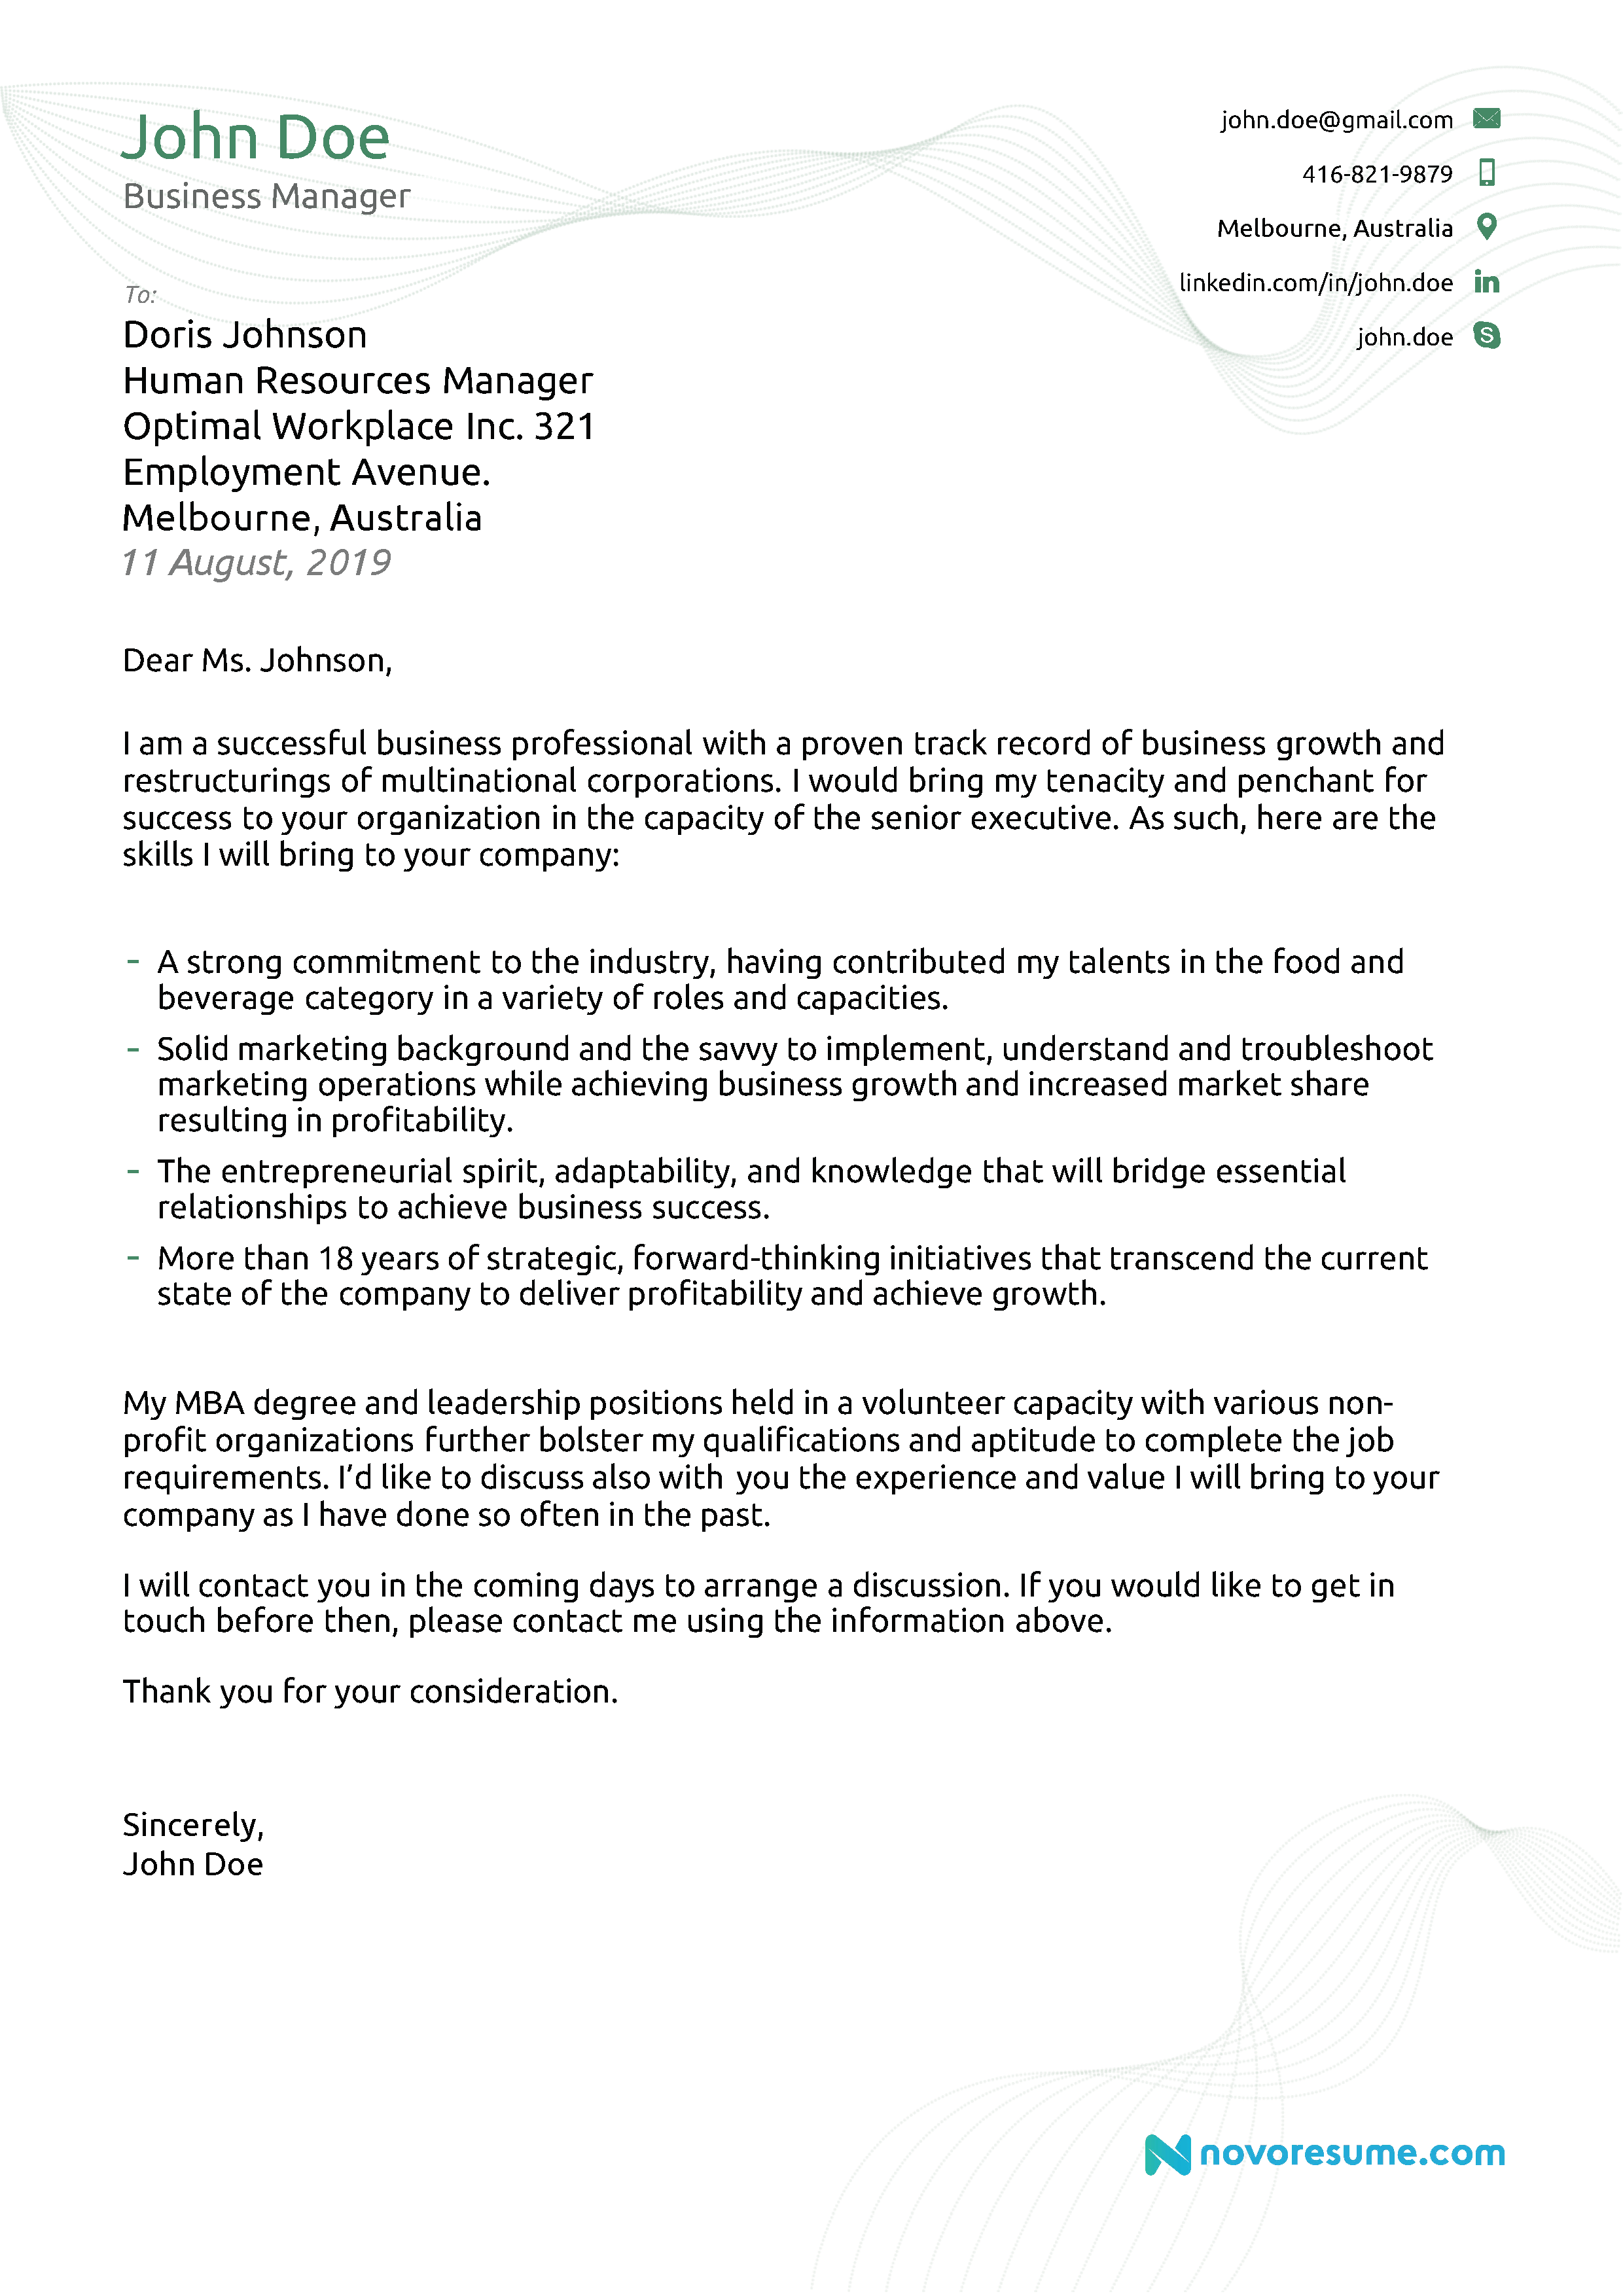 John Doe
Business Manager
john.doe@gmail.com
416-821-9879
Melbourne, Australia
linkedin.com/in/john.doe
john.doe
To:
Doris Johnson
Human Resources Manager
Optimal Workplace Inc. 321
Employment Avenue.
Melbourne, Australia
11 August, 2019
Dear Ms. Johnson,
I am a successful business professional with a proven track record of business growth and
restructurings of multinational corporations. I would bring my tenacity and penchant for
success to your organization in the capacity of the senior executive. As such, here are the
skills I will bring to your company:
- A strong commitment to the industry, having contributed my talents in the food and
beverage category in a variety of roles and capacities.
- Solid marketing background and the savvy to implement, understand and troubleshoot
marketing operations while achieving business growth and increased market share
resulting in profitability.
- The entrepreneurial spirit, adaptability, and knowledge that will bridge essential
relationships to achieve business success.
- More than 18 years of strategic, forward-thinking initiatives that transcend the current
state of the company to deliver profitability and achieve growth.
My MBA degree and leadership positions held in a volunteer capacity with various non-
profit organizations further bolster my qualifications and aptitude to complete the job
requirements. I’d like to discuss also with you the experience and value I will bring to your
company as I have done so often in the past.
I will contact you in the coming days to arrange a discussion. If you would like to get in
touch before then, please contact me using the information above.
Thank you for your consideration.
Sincerely,
John Doe
novoresume.com